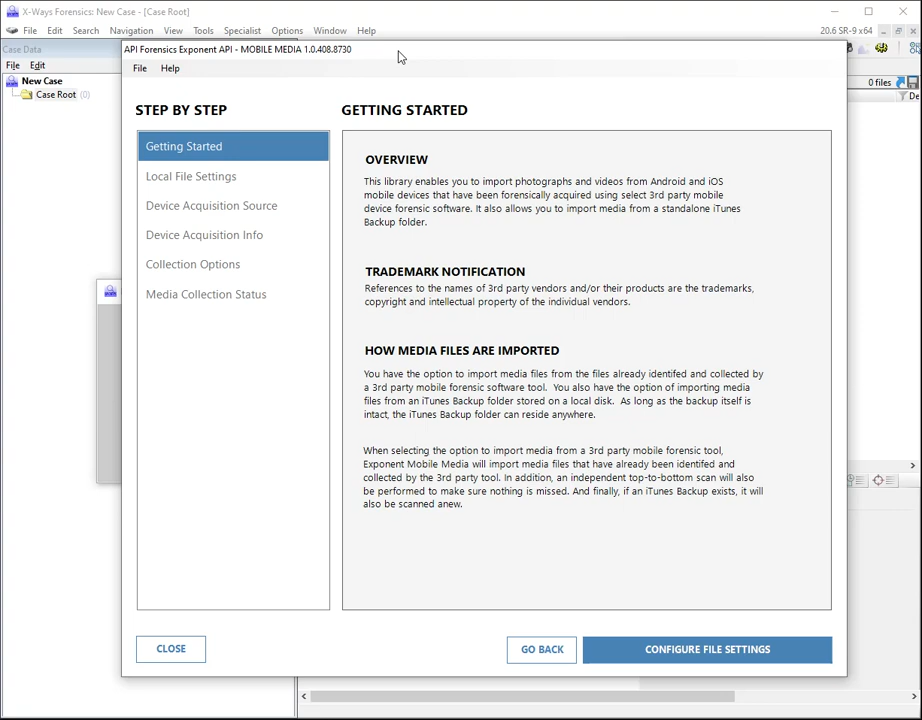 X-Ways Forensics: New Case - [Case Root]
File Edit Search Navigation View Tools Specialist Options Window Help
20.6 SR-9 x64
Case Data
File Edit
New Case
Case Root (0)
0 files
API Forensics Exponent API - MOBILE MEDIA 1.0.408.8730
File Help
STEP BY STEP
Getting Started
Local File Settings
Device Acquisition Source
Device Acquisition Info
Collection Options
Media Collection Status
GETTING STARTED
OVERVIEW
This library enables you to import photographs and videos from Android and iOS
mobile devices that have been forensically acquired using select 3rd party mobile
device forensic software. It also allows you to import media from a standalone iTunes
Backup folder.
TRADEMARK NOTIFICATION
References to the names of 3rd party vendors and/or their products are the trademarks,
copyright and intellectual property of the individual vendors.
HOW MEDIA FILES ARE IMPORTED
You have the option to import media files from the files already identifed and collected by
a 3rd party mobile forensic software tool. You also have the option of importing media
files from an iTunes Backup folder stored on a local disk. As long as the backup itself is
intact, the iTunes Backup folder can reside anywhere.
When selecting the option to import media from a 3rd party mobile forensic tool,
Exponent Mobile Media will import media files that have already been identifed and
collected by the 3rd party tool. In addition, an independent top-to-bottom scan will also
be performed to make sure nothing is missed. And finally, if an iTunes Backup exists, it will
also be scanned anew.
CLOSE
GO BACK
CONFIGURE FILE SETTINGS